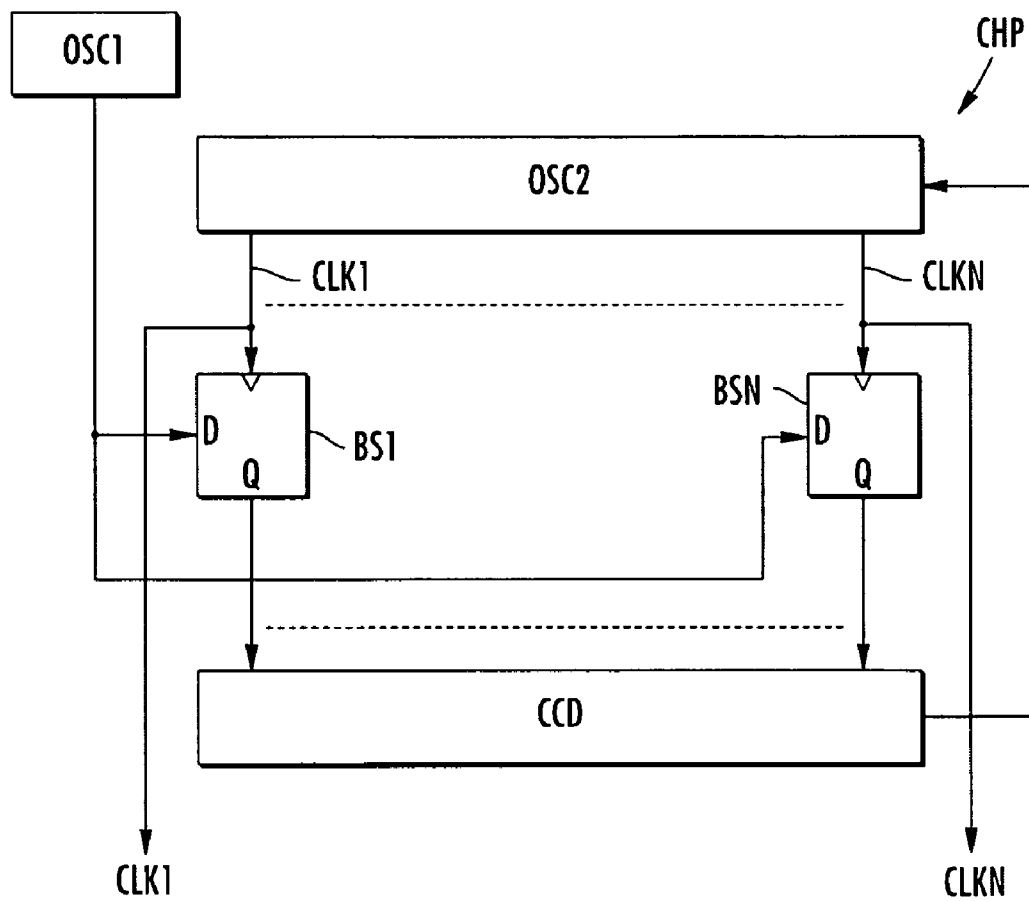 OSC1
CHP
OSC2
CLK1
CLKN
BSN
D
BS1
D
Q
Q
CCD
CLK1
CLKN